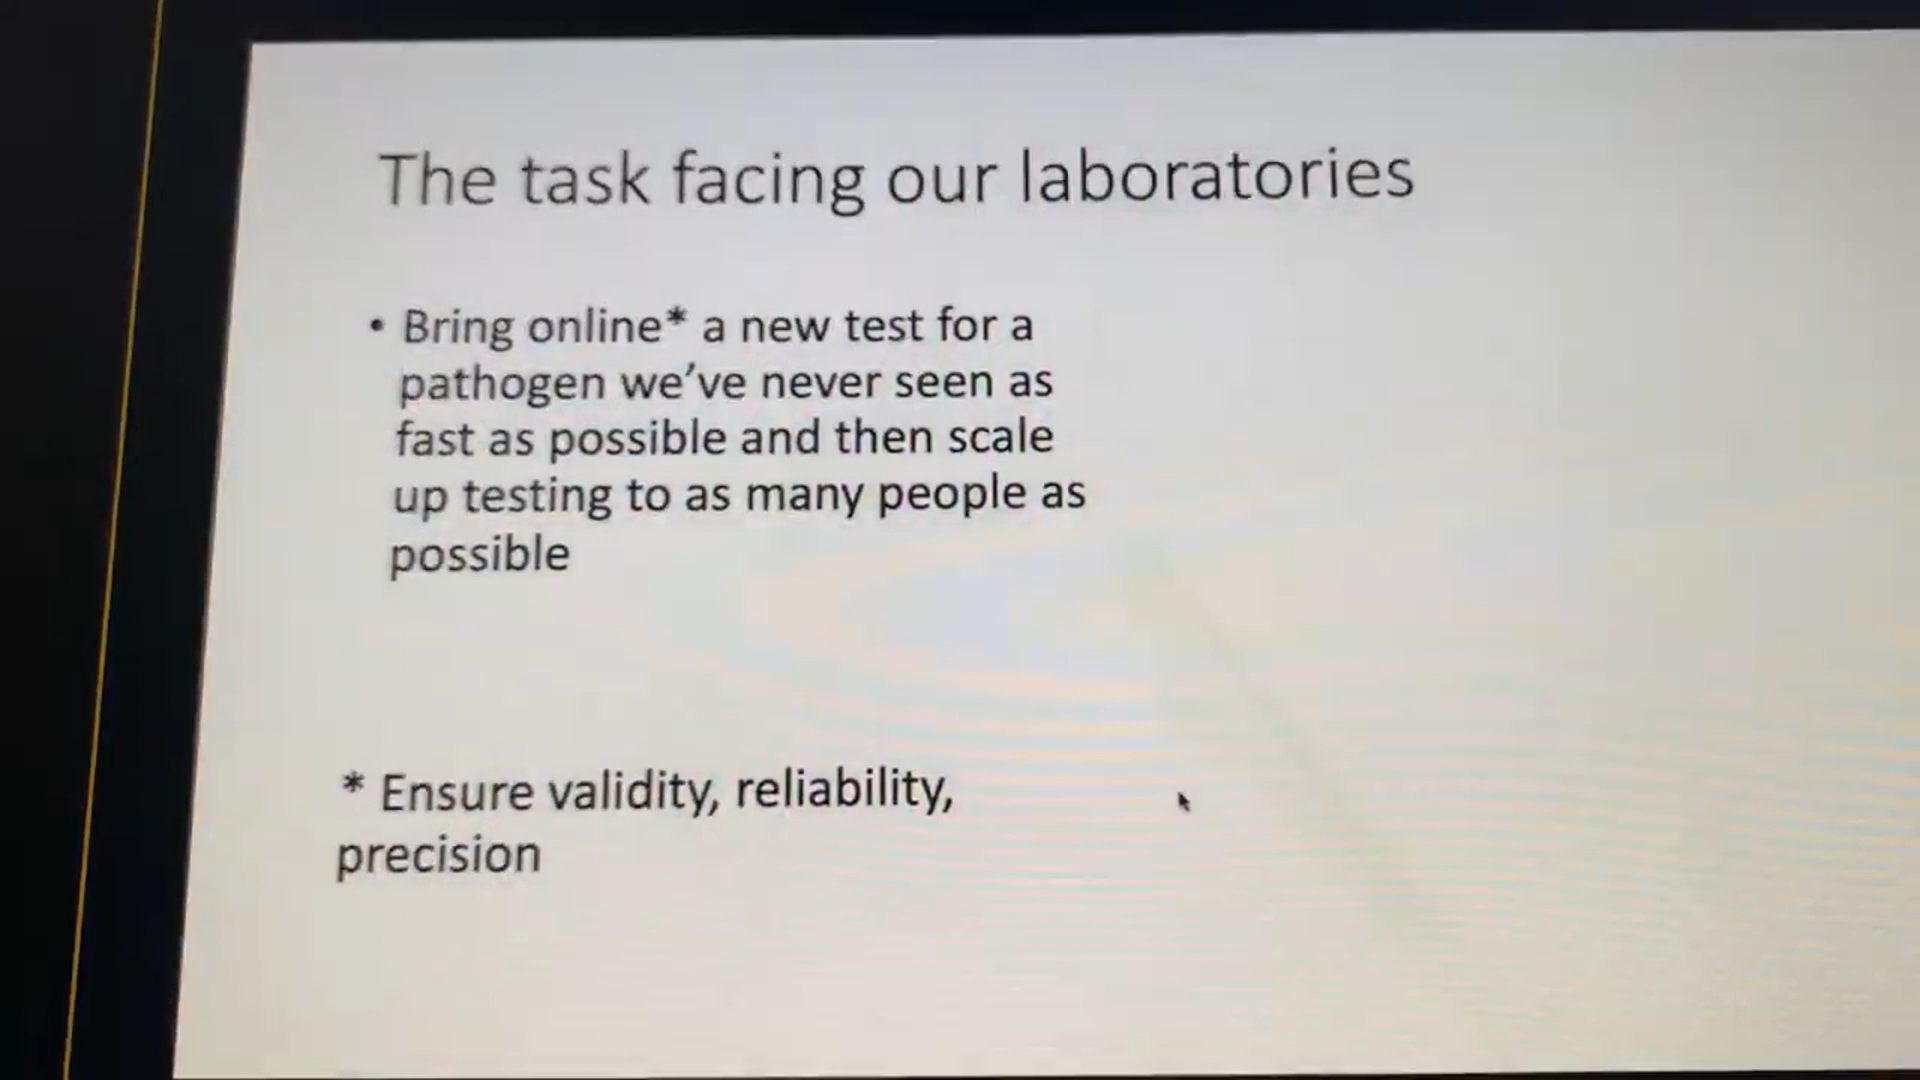 The task facing our laboratories
• Bring online* a new test for a
pathogen we've never seen as
fast as possible and then scale
up testing to as many people as
possible
* Ensure validity, reliability,
precision